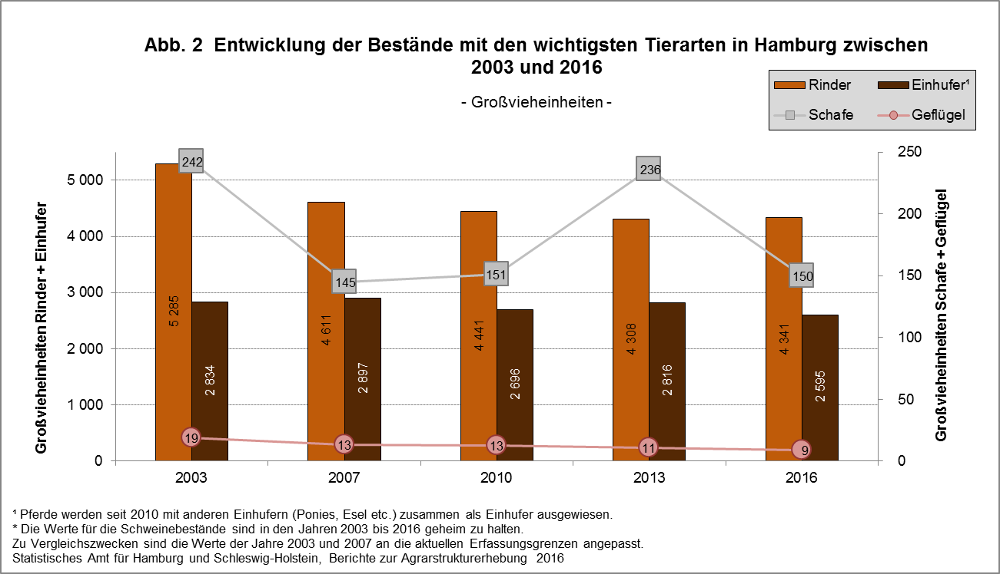 Abb. 2  Entwicklung der Bestände mit den wichtigsten Tierarten in Hamburg zwischen
2003 und 2016
- Großvieheinheiten -
Rinder
Einhufer¹
Schafe
Geflügel
Großvieheinheiten Rinder + Einhufer
5 000
4 000
3 000
2 000
1 000
0
242
145
151
236
150
5 285
2 834
4 611
2 897
4 441
2 696
4 308
2 816
4 341
2 595
19
13
13
11
9
250
200
150
100
50
0
Großvieheinheiten Schafe + Geflügel
2003
2007
2010
2013
2016
¹ Pferde werden seit 2010 mit anderen Einhufern (Ponies, Esel etc.) zusammen als Einhufer ausgewiesen.
* Die Werte für die Schweinebestände sind in den Jahren 2003 bis 2016 geheim zu halten.
Zu Vergleichszwecken sind die Werte der Jahre 2003 und 2007 an die aktuellen Erfassungsgrenzen angepasst.
Statistisches Amt für Hamburg und Schleswig-Holstein, Berichte zur Agrarstrukturerhebung 2016